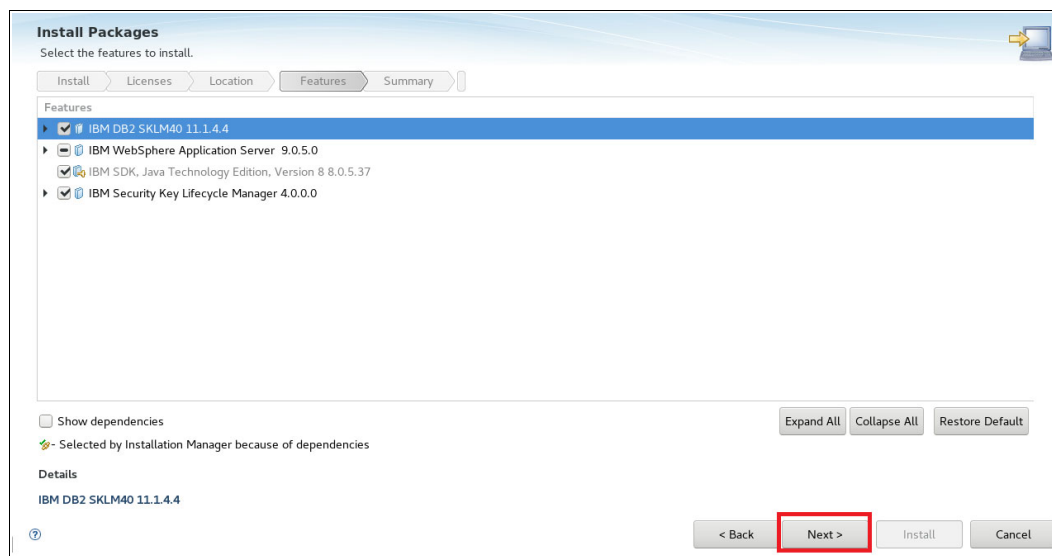 Install Packages
Select the features to install.
Install Licenses Location Features Summary
Features
IBM DB2 SKLM40 11.1.4.4
IBM WebSphere Application Server 9.0.5.0
IBM SDK, Java Technology Edition, Version 8 8.0.5.37
IBM Security Key Lifecycle Manager 4.0.0.0
Show dependencies Expand All Collapse All Restore Default
- Selected by Installation Manager because of dependencies
Details
IBM DB2 SKLM40 11.1.4.4
? < Back Next > Install Cancel